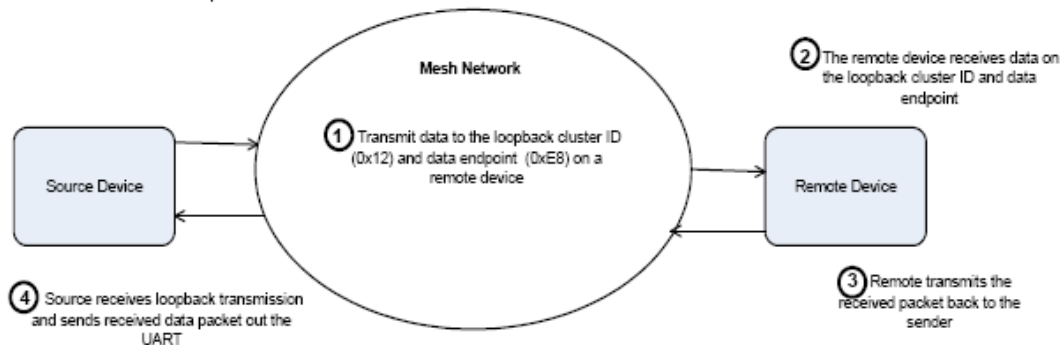 Mesh Network
1 Transmit data to the loopback cluster ID
(0x12) and data endpoint (0xE8) on a
remote device
2 The remote device receives data on
the loopback cluster ID and data
endpoint
Source Device
Remote Device
3 Remote transmits the
received packet back to the
sender
4 Source receives loopback transmission
and sends received data packet out the
UART